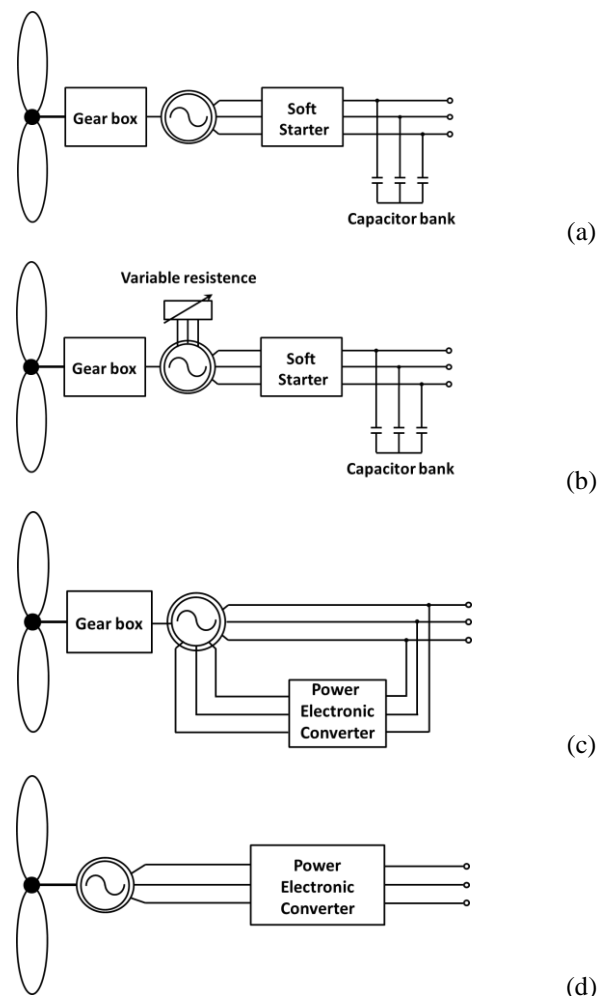 Gear box
Soft
Starter
Capacitor bank
(a)
Variable resistence
Gear box
Soft
Starter
Capacitor bank
(b)
Gear box
Power
Electronic
Converter
(c)
Power
Electronic
Converter
(d)